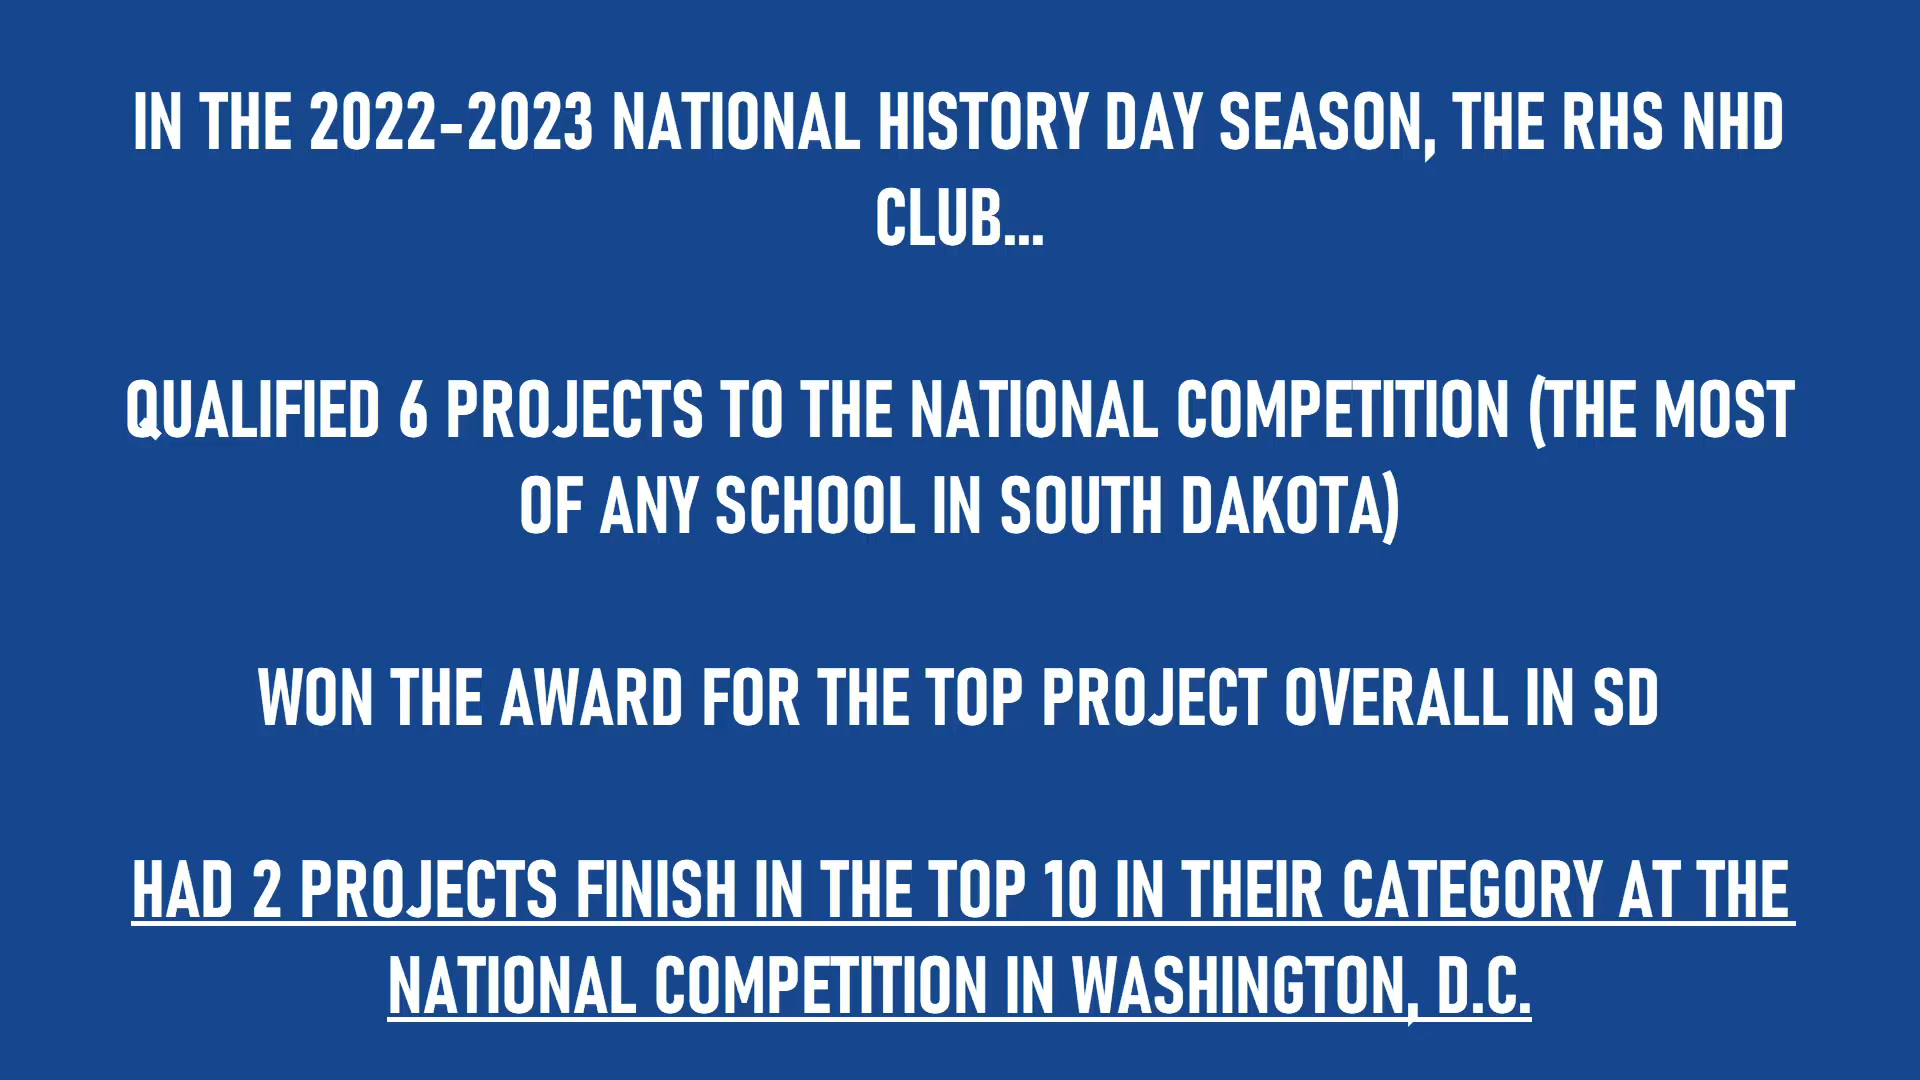 IN THE 2022-2023 NATIONAL HISTORY DAY SEASON, THE RHS NHD
CLUB...
QUALIFIED 6 PROJECTS TO THE NATIONAL COMPETITION (THE MOST
OF ANY SCHOOL IN SOUTH DAKOTA)
WON THE AWARD FOR THE TOP PROJECT OVERALL IN SD
HAD 2 PROJECTS FINISH IN THE TOP 10 IN THEIR CATEGORY AT THE
NATIONAL COMPETITION IN WASHINGTON, D.C.